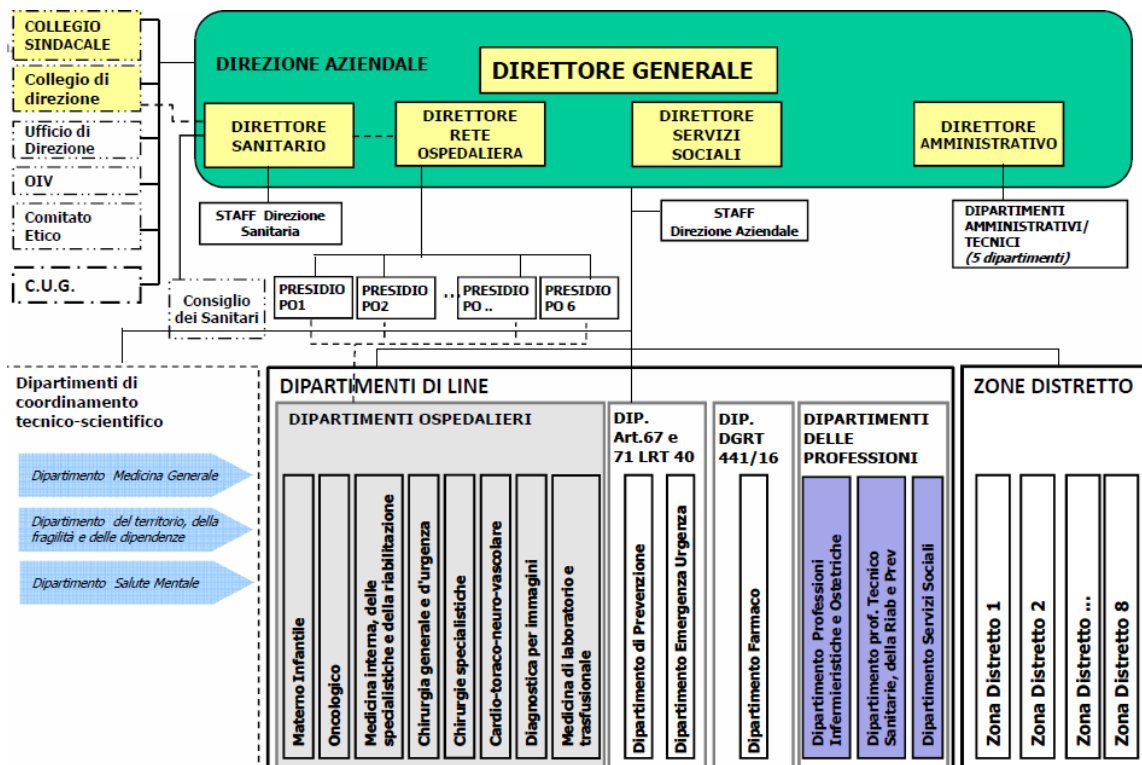 COLLEGIO
SINDACALE
Collegio di
direzione
Ufficio di
Direzione
OIV
Comitato
Etico
C.U.G.
DIREZIONE AZIENDALE
DIRETTORE GENERALE
DIRETTORE
SANITARIO
DIRETTORE
RETE
OSPEDALIERA
DIRETTORE
SERVIZI
SOCIALI
DIRETTORE
AMMINISTRATIVO
STAFF Direzione
Sanitaria
STAFF
Direzione Aziendale
DIPARTIMENTI
AMMINISTRATIVI/
TECNICI
(5 dipartimenti)
Consiglio
dei Sanitari
PRESIDIO
PO1
PRESIDIO
PO2
...
PRESIDIO
PO ..
PRESIDIO
PO 6
Dipartimenti di
coordinamento
tecnico-scientifico
Dipartimento Medicina Generale
Dipartimento del territorio, della
fragilità e delle dipendenze
Dipartimento Salute Mentale
DIPARTIMENTI DI LINE
DIPARTIMENTI OSPEDALIERI
Materno Infantile
Oncologico
Medicina interna, delle
specialistiche e della riabilitazione
Chirurgia generale e d'urgenza
Chirurgie specialistiche
Cardio-toraco-neuro-vascolare
Diagnostica per immagini
Medicina di laboratorio e
trasfusionale
DIP.
Art.67 e
71 LRT 40
Dipartimento di Prevenzione
Dipartimento Emergenza Urgenza
DIP.
DGRT
441/16
Dipartimento Farmaco
DIPARTIMENTI
DELLE
PROFESSIONI
Dipartimento Professioni
Infermieristiche e Ostetriche
Dipartimento prof. Tecnico
Sanitarie, della Riab e Prev
Dipartimento Servizi Sociali
ZONE DISTRETTO
Zona Distretto 1
Zona Distretto 2
Zona Distretto ...
Zona Distretto 8